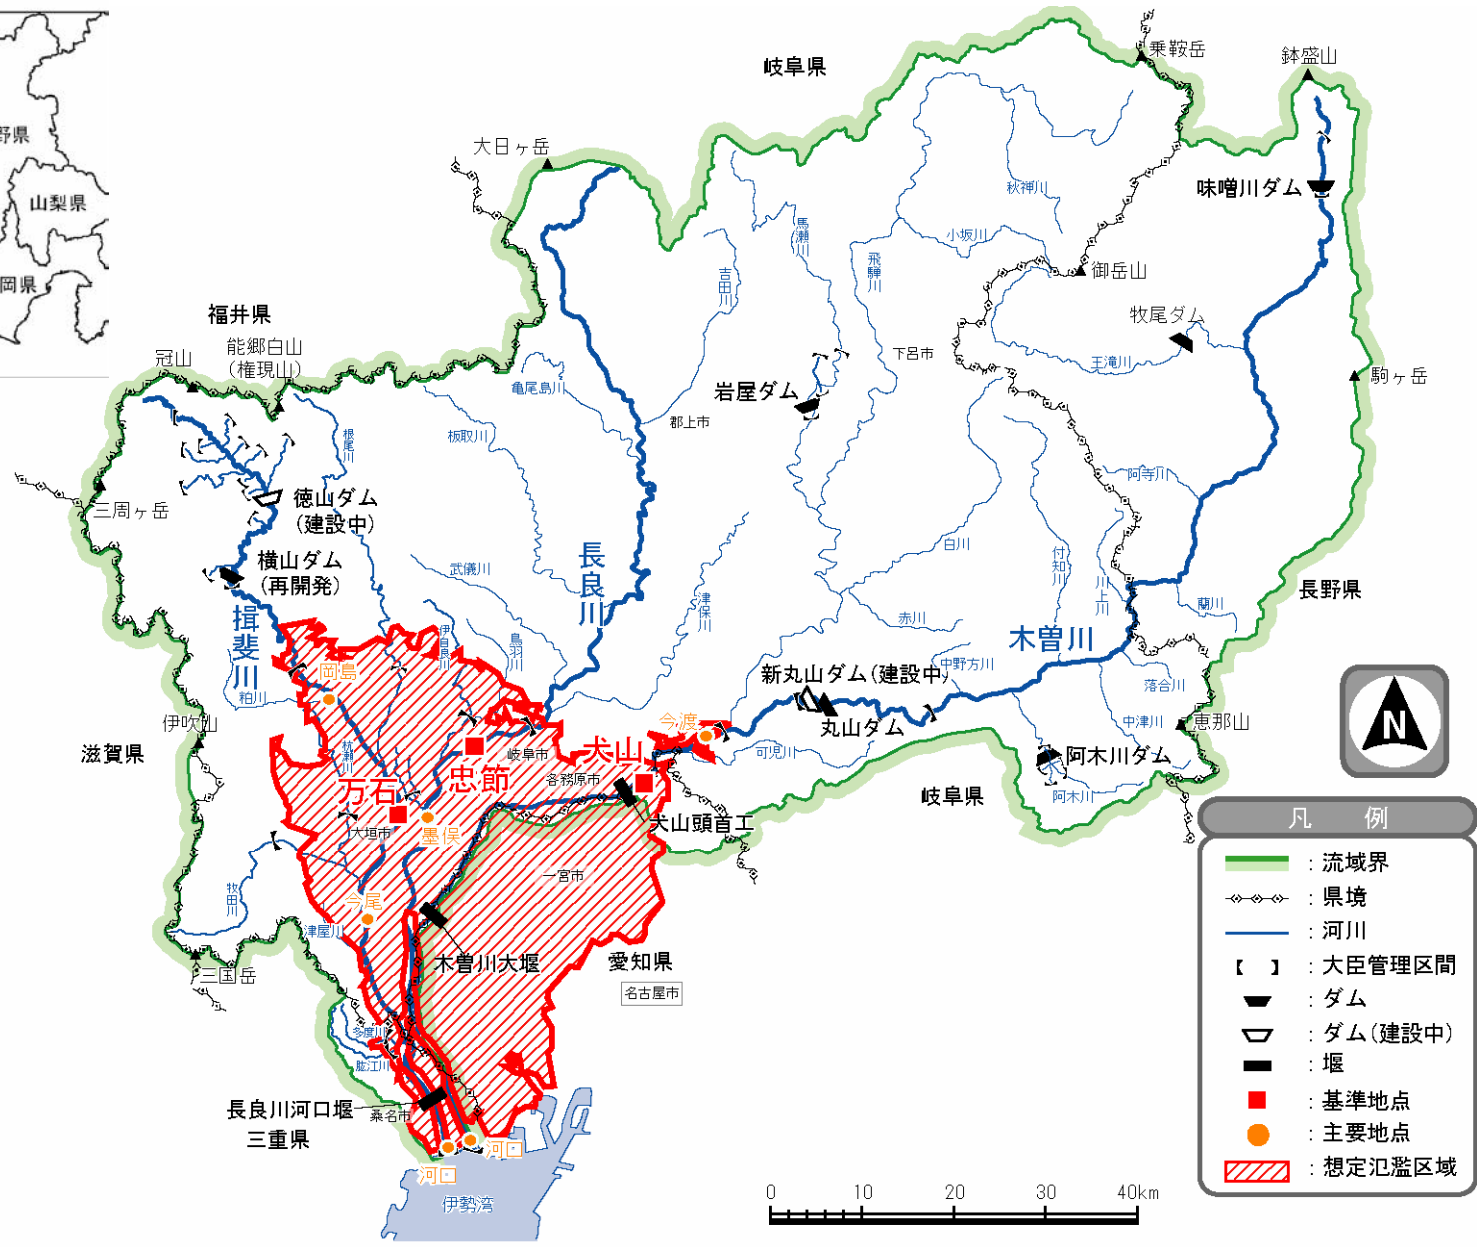 野県
山梨県
岡県
岐阜県
乗鞍岳
鉢盛山
大日ヶ岳
秋神川
味噌川ダム
馬瀬川
小坂川
飛騨川
吉田川
御岳山
福井県
牧尾ダム
能郷白山
(権現山)
冠山
下呂市
王滝川
駒ヶ岳
亀尾島川
岩屋ダム
郡上市
板取川
根尾川
阿寺川
徳山ダム
(建設中)
三周ヶ岳
長良川
白川
付知川
川上川
横山ダム
(再開発)
武儀川
津保川
長野県
蘭川
揖斐川
伊自良川
鳥羽川
赤川
木曽川
岡島
新丸山ダム(建設中)
中野方川
落合川
粕川
伊吹山
今渡
丸山ダム
中津川
恵那山
滋賀県
杭瀬川
岐阜市
犬山
可児川
阿木川ダム
忠節
各務原市
万石
岐阜県
阿木川
大垣市
墨俣
犬山頭首工
凡 例
一宮市
：流域界
牧田川
今尾
：県境
津屋川
：河川
木曽川大堰
愛知県
：大臣管理区間
三国岳
名古屋市
：ダム
多度川
：ダム(建設中)
肱江川
：堰
長良川河口堰
桑名市
：基準地点
三重県
：主要地点
河口
河口
：想定氾濫区域
伊勢湾
0 10 20 30 40km
N